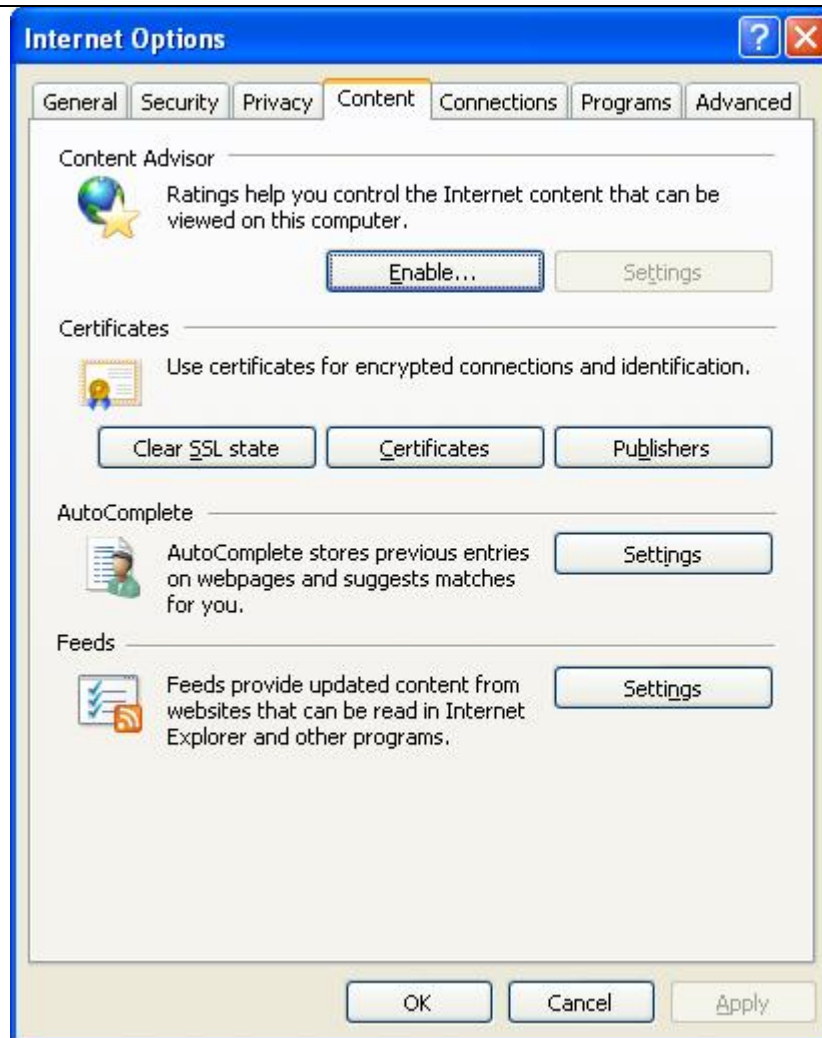 Internet Options
General Security Privacy Content Connections Programs Advanced
Content Advisor
Ratings help you control the Internet content that can be
viewed on this computer.
Enable... Settings
Certificates
Use certificates for encrypted connections and identification.
Clear SSL state Certificates Publishers
AutoComplete
AutoComplete stores previous entries
on webpages and suggests matches
for you.
Settings
Feeds
Feeds provide updated content from
websites that can be read in Internet
Explorer and other programs.
Settings
OK Cancel Apply